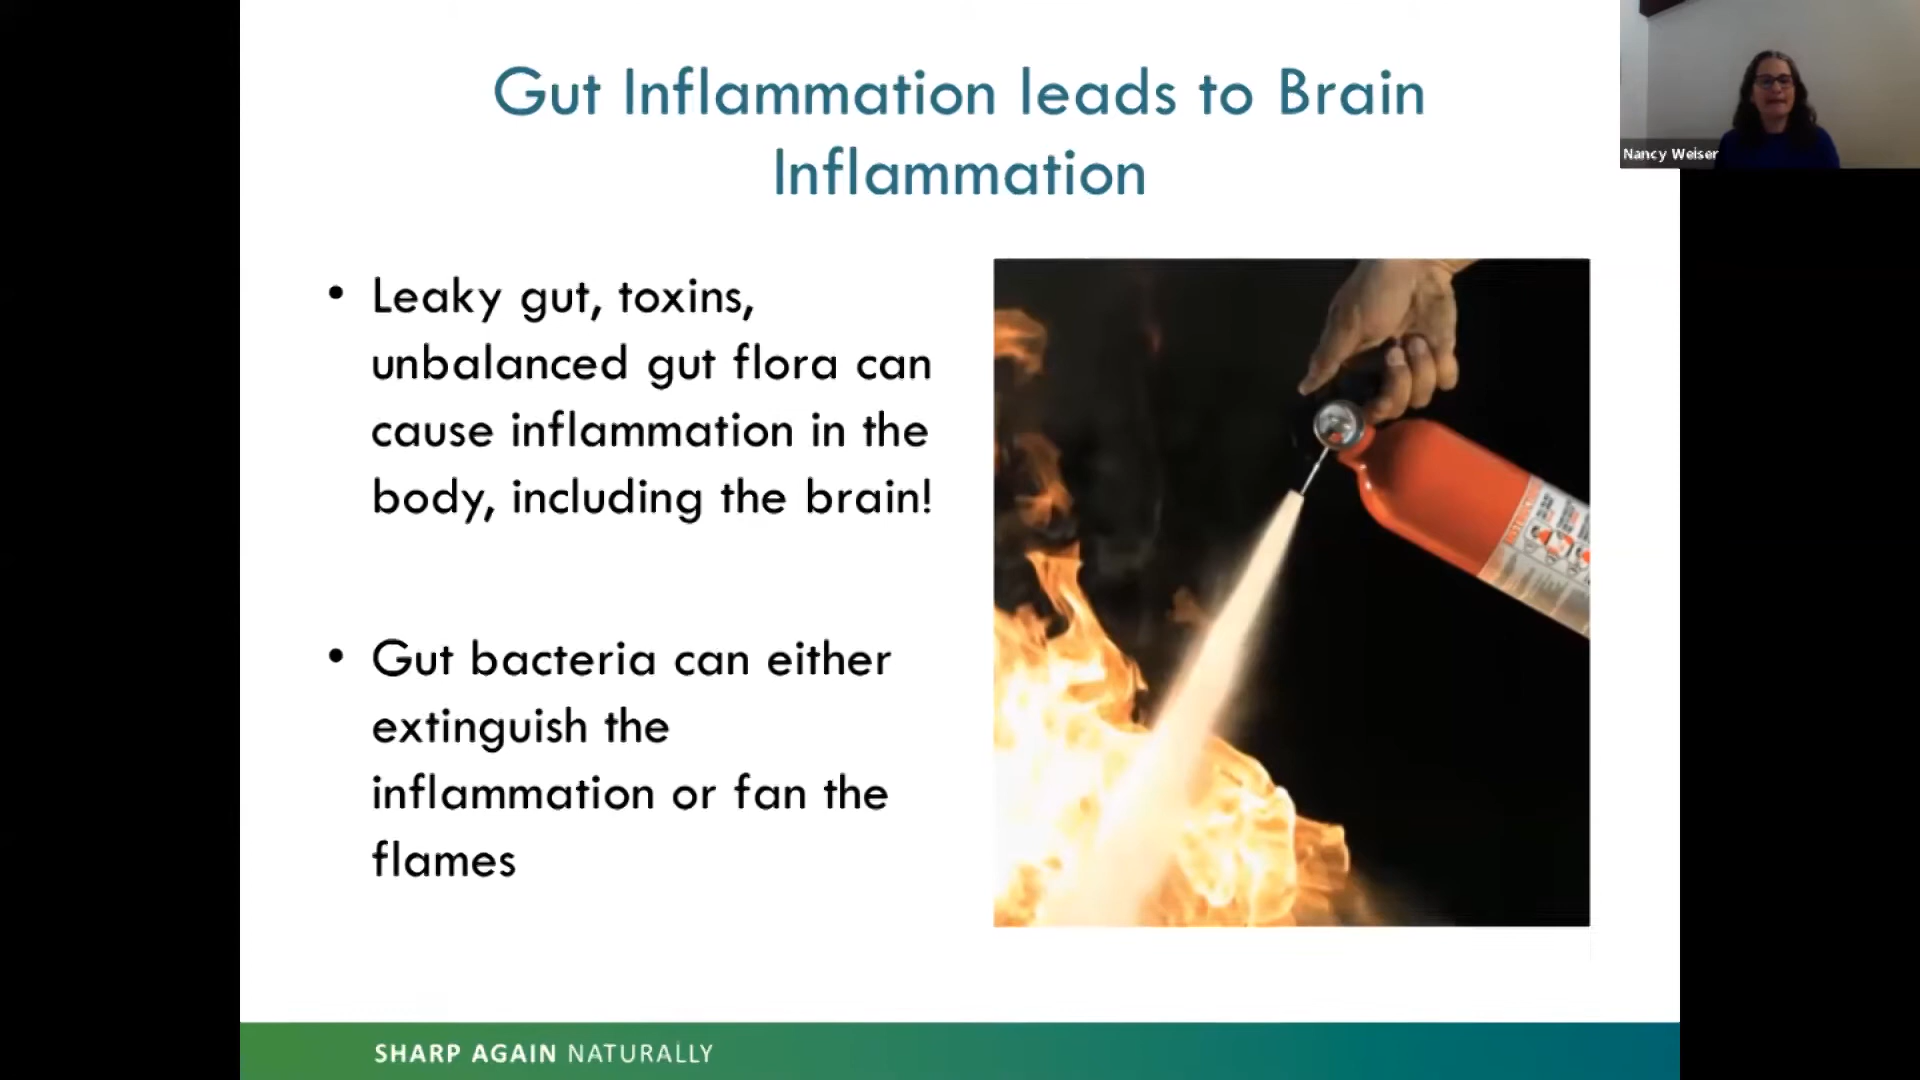 Gut Inflammation leads to Brain
Inflammation
Nancy Weiser
• Leaky gut, toxins,
unbalanced gut flora can
cause inflammation in the
body, including the brain!
• Gut bacteria can either
extinguish the
inflammation or fan the
flames
SHARP AGAIN NATURALLY